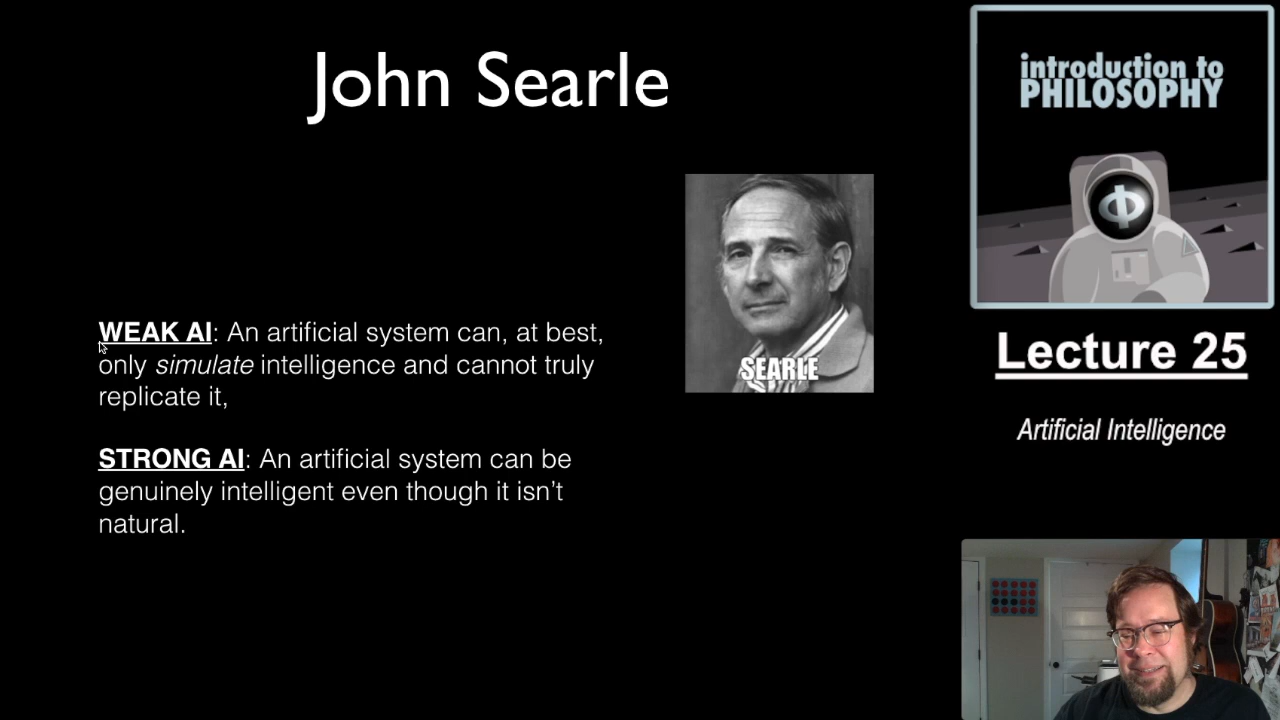 John Searle
WEAK AI: An artificial system can, at best,
only simulate intelligence and cannot truly
replicate it,
STRONG AI: An artificial system can be
genuinely intelligent even though it isn’t
natural.
SEARLE
introduction to
PHILOSOPHY
Φ
Lecture 25
Artificial Intelligence